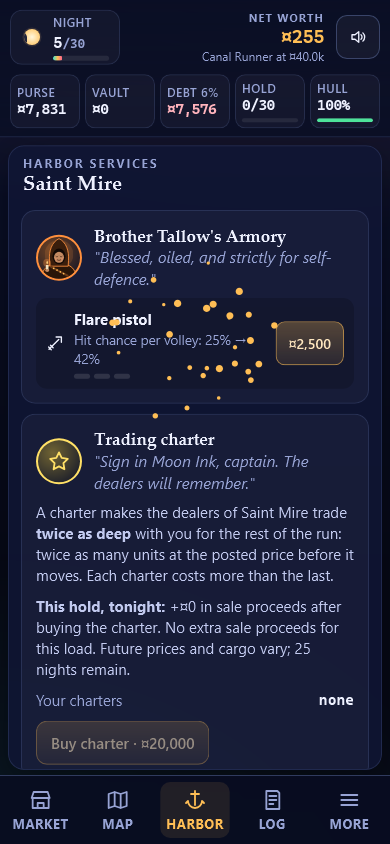 NIGHT
5/30
NET WORTH
¤255
Canal Runner at ¤40.0k
PURSE
¤7,831
VAULT
¤0
DEBT 6%
¤7,576
HOLD
0/30
HULL
100%
HARBOR SERVICES
Saint Mire
Brother Tallow's Armory
"Blessed, oiled, and strictly for self-
defence."
Flare pistol
Hit chance per volley: 25% →
42%
¤2,500
Trading charter
"Sign in Moon Ink, captain. The
dealers will remember."
A charter makes the dealers of Saint Mire trade
twice as deep with you for the rest of the run:
twice as many units at the posted price before it
moves. Each charter costs more than the last.
This hold, tonight: +¤0 in sale proceeds after
buying the charter. No extra sale proceeds for
this load. Future prices and cargo vary; 25
nights remain.
Your charters
none
Buy charter · ¤20,000
MARKET
MAP
HARBOR
LOG
MORE